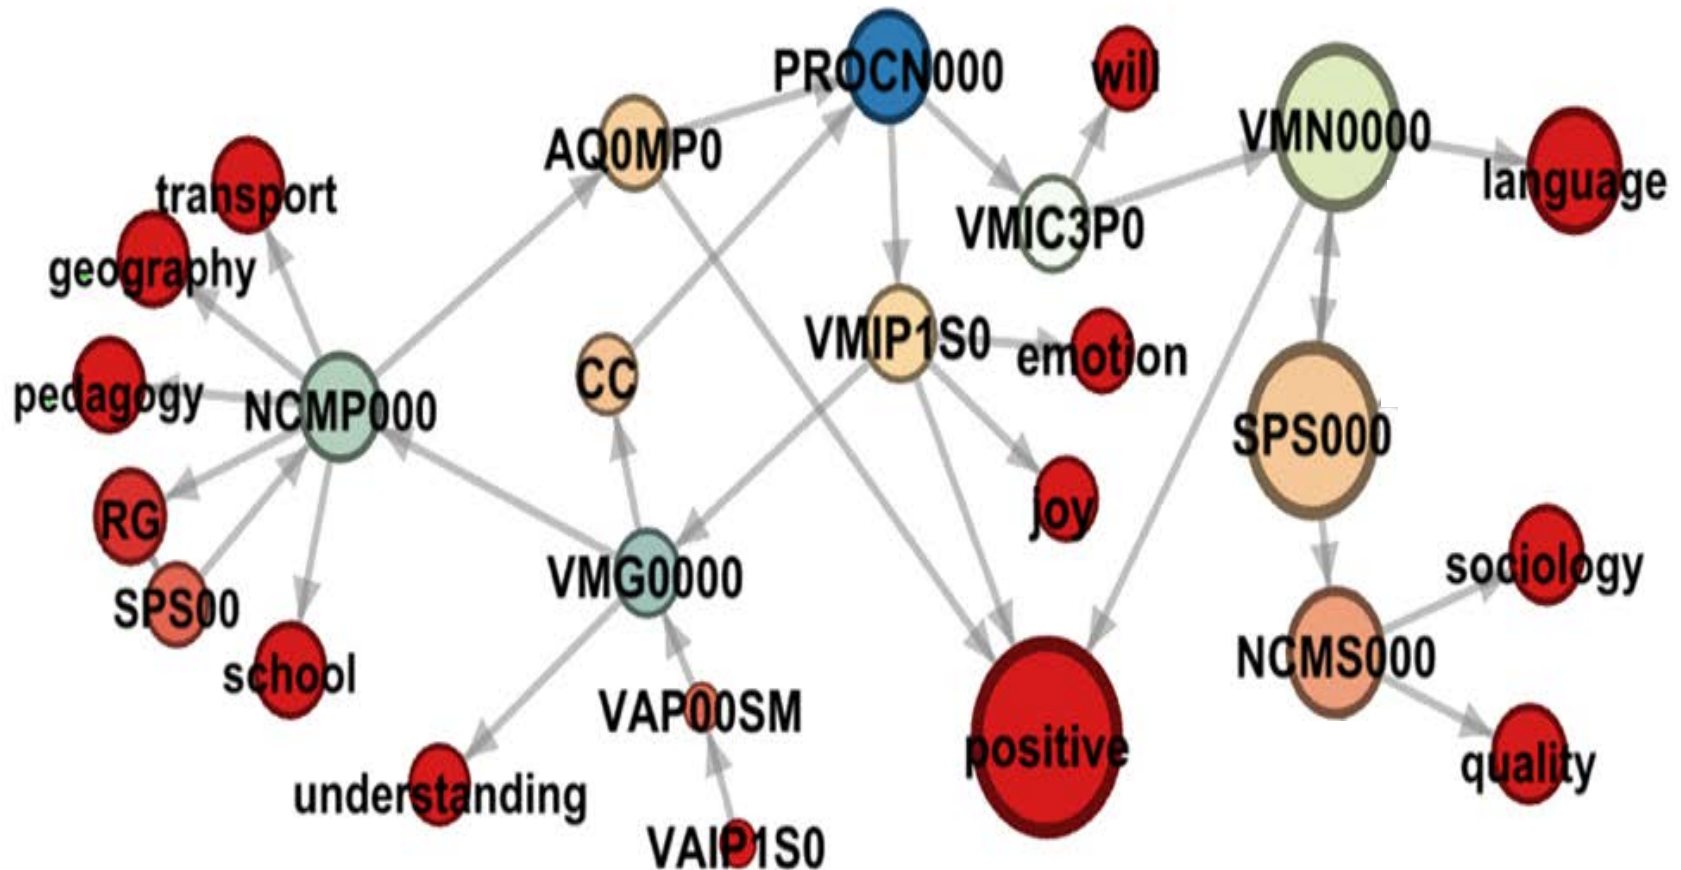 PROCN000
will
VMN0000
AQ0MP0
language
transport
VMIC3P0
geography
VMIP1S0
emotion
CC
pedagogy
NCMP000
SPS000
RG
joy
sociology
VMG0000
SPS00
NCMS000
school
VAP00SM
positive
quality
understanding
VAIP1S0